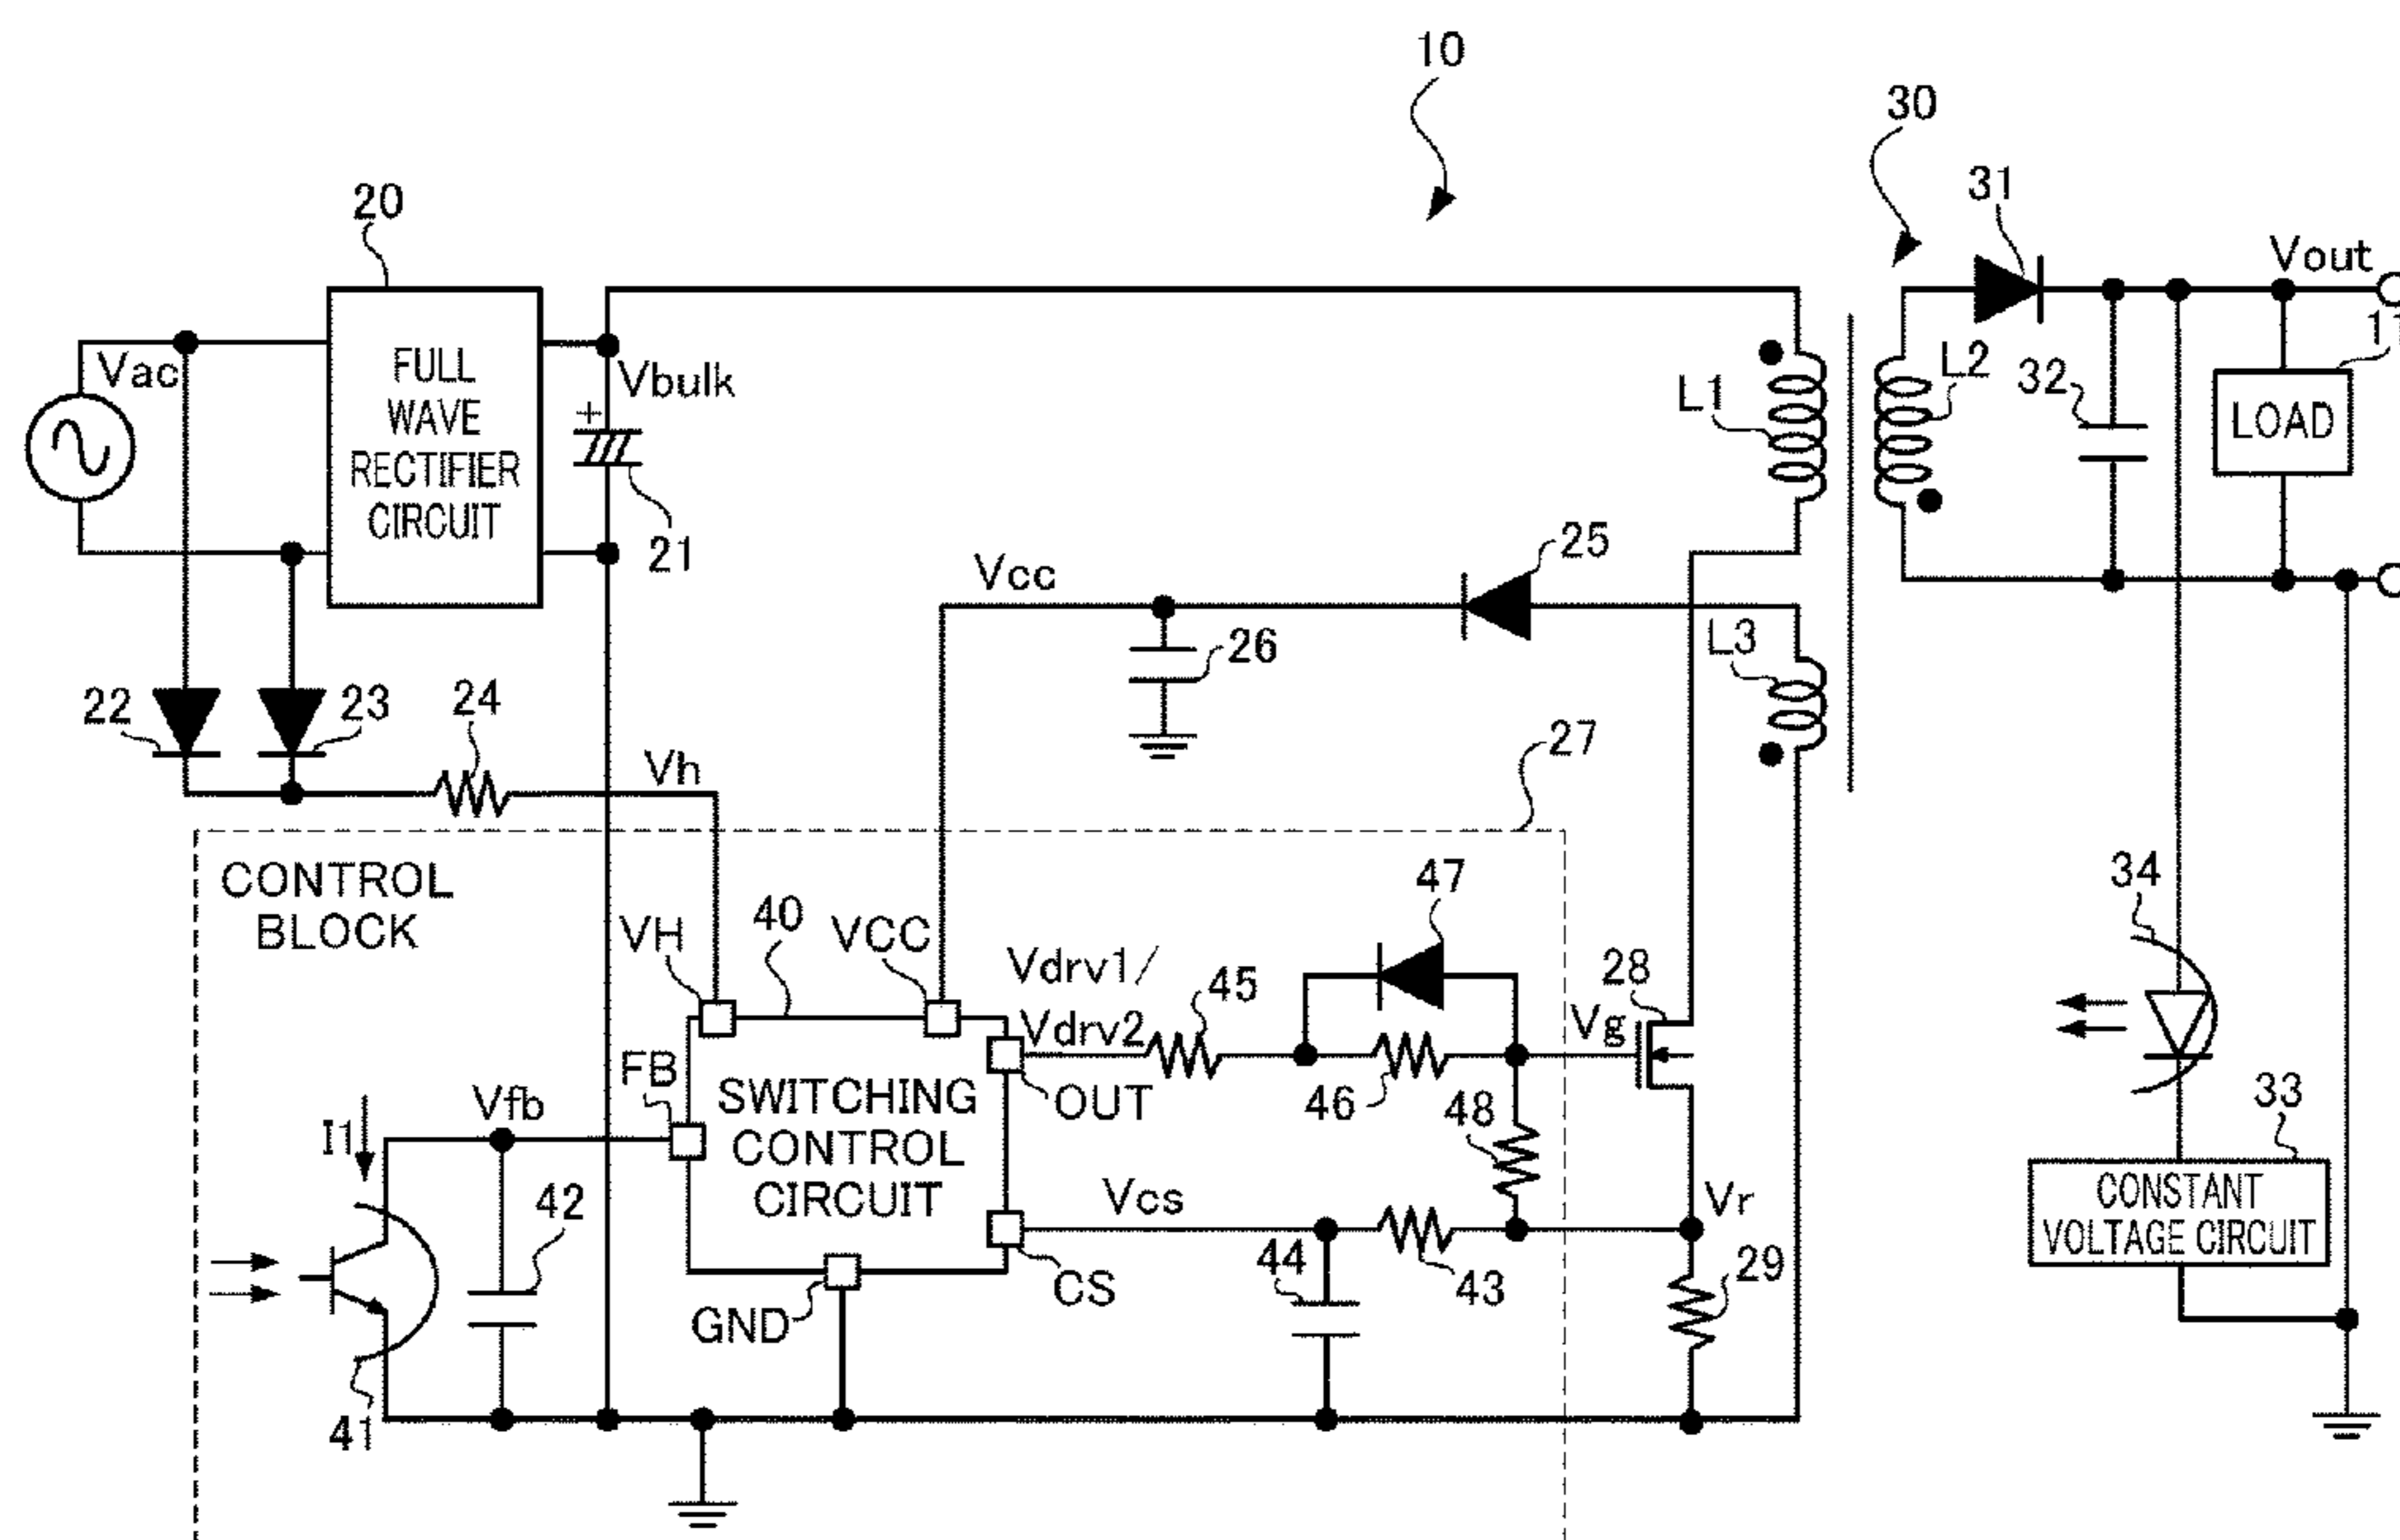 10
30
31
20
Vout
11
Vac
FULL
WAVE
RECTIFIER
CIRCUIT
Vbulk
+
21
L1
L2
32
LOAD
25
Vcc
26
L3
22
23
24
Vh
27
CONTROL
BLOCK
VH
40
VCC
Vdrv1/
Vdrv2
45
47
46
48
28
Vg
34
FB
OUT
SWITCHING
CONTROL
CIRCUIT
Vfb
I1
42
Vcs
CS
44
43
Vr
29
33
CONSTANT
VOLTAGE CIRCUIT
GND
41